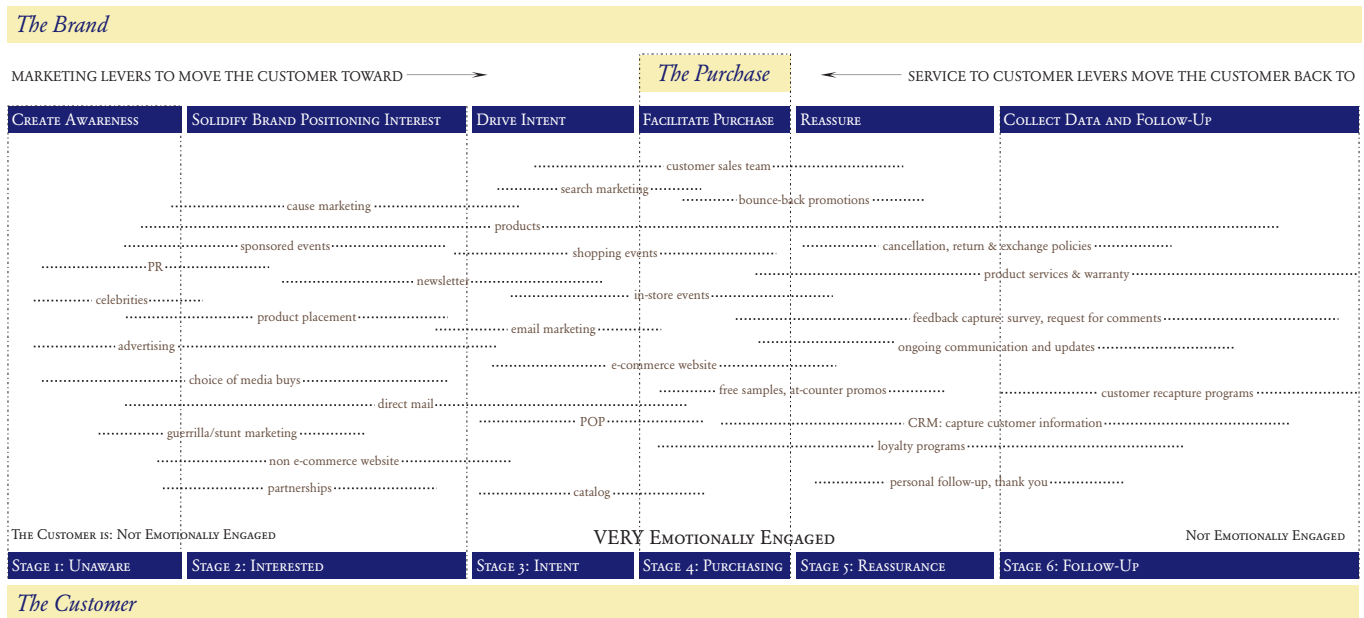 The Brand
MARKETING LEVERS TO MOVE THE CUSTOMER TOWARD
The Purchase
SERVICE TO CUSTOMER LEVERS MOVE THE CUSTOMER BACK TO
Create Awareness
Solidify Brand Positioning Interest
Drive Intent
Facilitate Purchase
Reassure
Collect Data and Follow-Up
customer sales team
search marketing
bounce-back promotions
cause marketing
products
sponsored events
cancellation, return & exchange policies
shopping events
PR
product services & warranty
newsletter
in-store events
celebrities
product placement
feedback capture: survey, request for comments
email marketing
advertising
ongoing communication and updates
e-commerce website
choice of media buys
free samples, at-counter promos
customer recapture programs
direct mail
POP
CRM: capture customer information
guerrilla/stunt marketing
loyalty programs
non e-commerce website
personal follow-up, thank you
partnerships
catalog
The Customer is: Not Emotionally Engaged
VERY Emotionally Engaged
Not Emotionally Engaged
Stage 1: Unaware
Stage 2: Interested
Stage 3: Intent
Stage 4: Purchasing
Stage 5: Reassurance
Stage 6: Follow-Up
The Customer